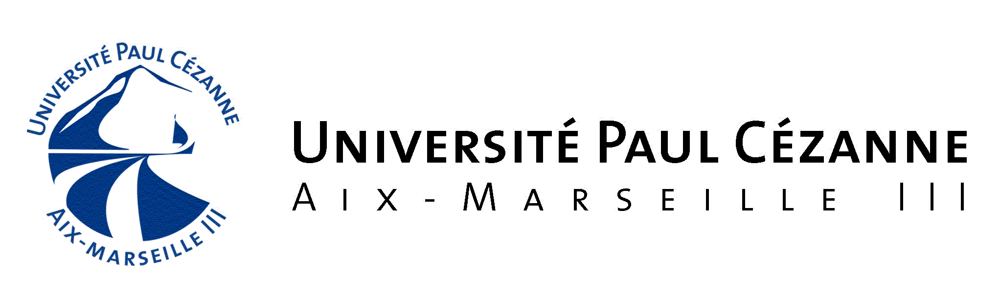 UNIVERSITÉ PAUL CÉZANNE
AIX-MARSEILLE III
UNIVERSITÉ PAUL CÉZANNE
AIX-MARSEILLE III